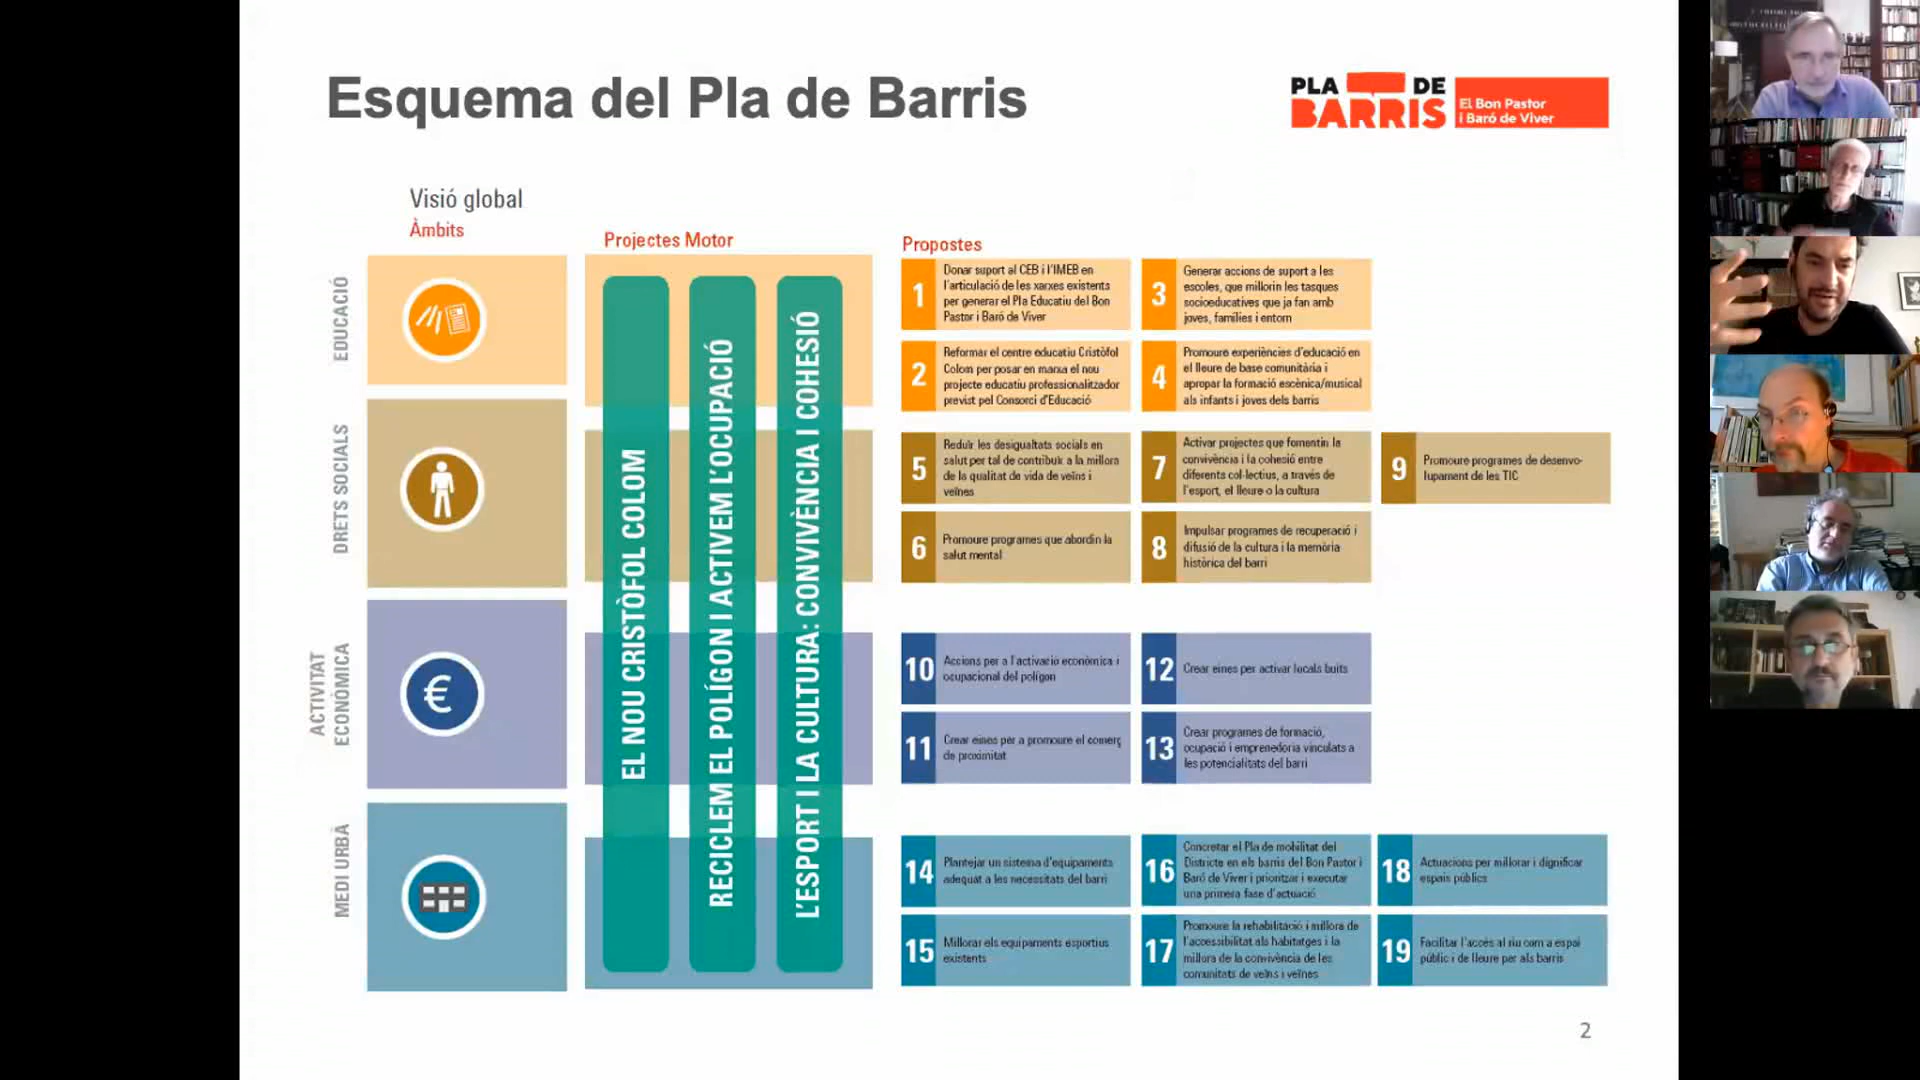 Esquema del Pla de Barris
PLA DE
BARRIS
El Bon Pastor
i Baró de Viver
Visió global
Àmbits
Projectes Motor
Propostes
EDUCACIÓ
DRETS SOCIALS
ACTIVITAT
ECONÒMICA
MEDI URBÀ
€
EL NOU CRISTÒFOL COLOM
RECICLEM EL POLÍGON I ACTIVEM L'OCUPACIÓ
L'ESPORT I LA CULTURA: CONVIVÈNCIA I COHESIÓ
1
Donar suport al CEB i l'IMEB en
l'articulació de les xarxes existents
per generar el Pla Educatiu del Bon
Pastor i Baró de Viver
3
Generar accions de suport a les
escoles, que millorin les tasques
socioeducatives que ja fan amb
joves, famílies i entorn
2
Reformar el centre educatiu Cristòfol
Colom per posar en marxa el nou
projecte educatiu professionalitzador
previst pel Consorci d'Educació
4
Promoure experiències d'educació en
el lleure de base comunitària i
apropar la formació escènica/musical
als infants i joves dels barris
5
Reduir les desigualtats socials en
salut per tal de contribuir a la millora
de la qualitat de vida de veïns i
veïnes
7
Activar projectes que fomentin la
convivència i la cohesió entre
diferents col·lectius, a través de
l'esport, el lleure o la cultura
9
Promoure programes de desenvo-
lupament de les TIC
6
Promoure programes que abordin la
salut mental
8
Impulsar programes de recuperació i
difusió de la cultura i la memòria
històrica del barri
10
Accions per a l'activació econòmica i
ocupacional del polígon
12
Crear eines per activar locals buits
11
Crear eines per a promoure el comerç
de proximitat
13
Crear programes de formació,
ocupació i emprenedoria vinculats a
les potencialitats del barri
14
Plantejar un sistema d'equipaments
adequat a les necessitats del barri
16
Concretar el Pla de mobilitat del
Districte en els barris del Bon Pastor i
Baró de Viver i prioritzar i executar
una primera fase d'actuació
18
Actuacions per millorar i dignificar
espais públics
15
Millorar els equipaments esportius
existents
17
Promoure la rehabilitació i millora de
l'accessibilitat als habitatges i la
millora de la convivència de les
comunitats de veïns i veïnes
19
Facilitar l'accés al riu com a espai
públic i de lleure per als barris
2